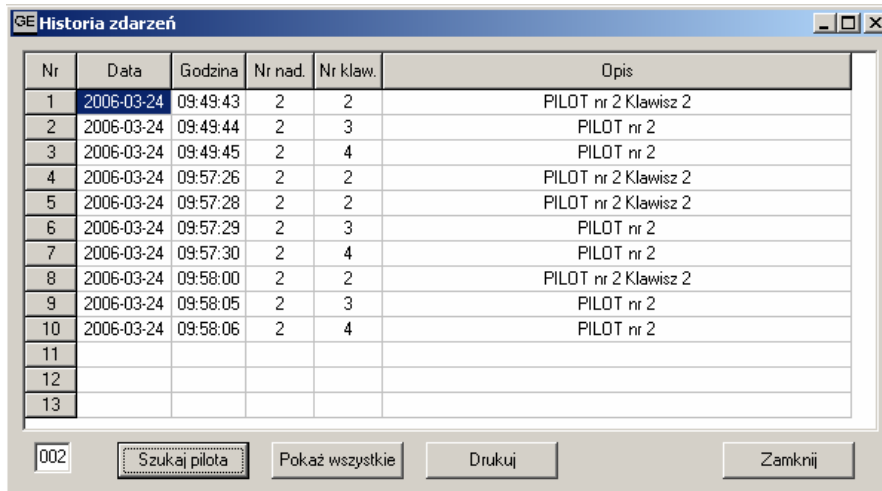 GE Historia zdarzeń
Nr Data Godzina Nr nad. Nr klaw. Opis
1 2006-03-24 09:49:43 2 2 PILOT nr 2 Klawisz 2
2 2006-03-24 09:49:44 2 3 PILOT nr 2
3 2006-03-24 09:49:45 2 4 PILOT nr 2
4 2006-03-24 09:57:26 2 2 PILOT nr 2 Klawisz 2
5 2006-03-24 09:57:28 2 2 PILOT nr 2 Klawisz 2
6 2006-03-24 09:57:29 2 3 PILOT nr 2
7 2006-03-24 09:57:30 2 4 PILOT nr 2
8 2006-03-24 09:58:00 2 2 PILOT nr 2 Klawisz 2
9 2006-03-24 09:58:05 2 3 PILOT nr 2
10 2006-03-24 09:58:06 2 4 PILOT nr 2
11
12
13
002 Szukaj pilota Pokaż wszystkie Drukuj Zamknij